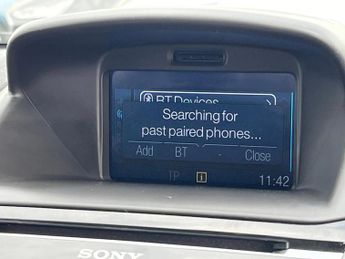 BT Devices
Searching for
past paired phones...
Add BT - Close
TP i 11:42
SONY